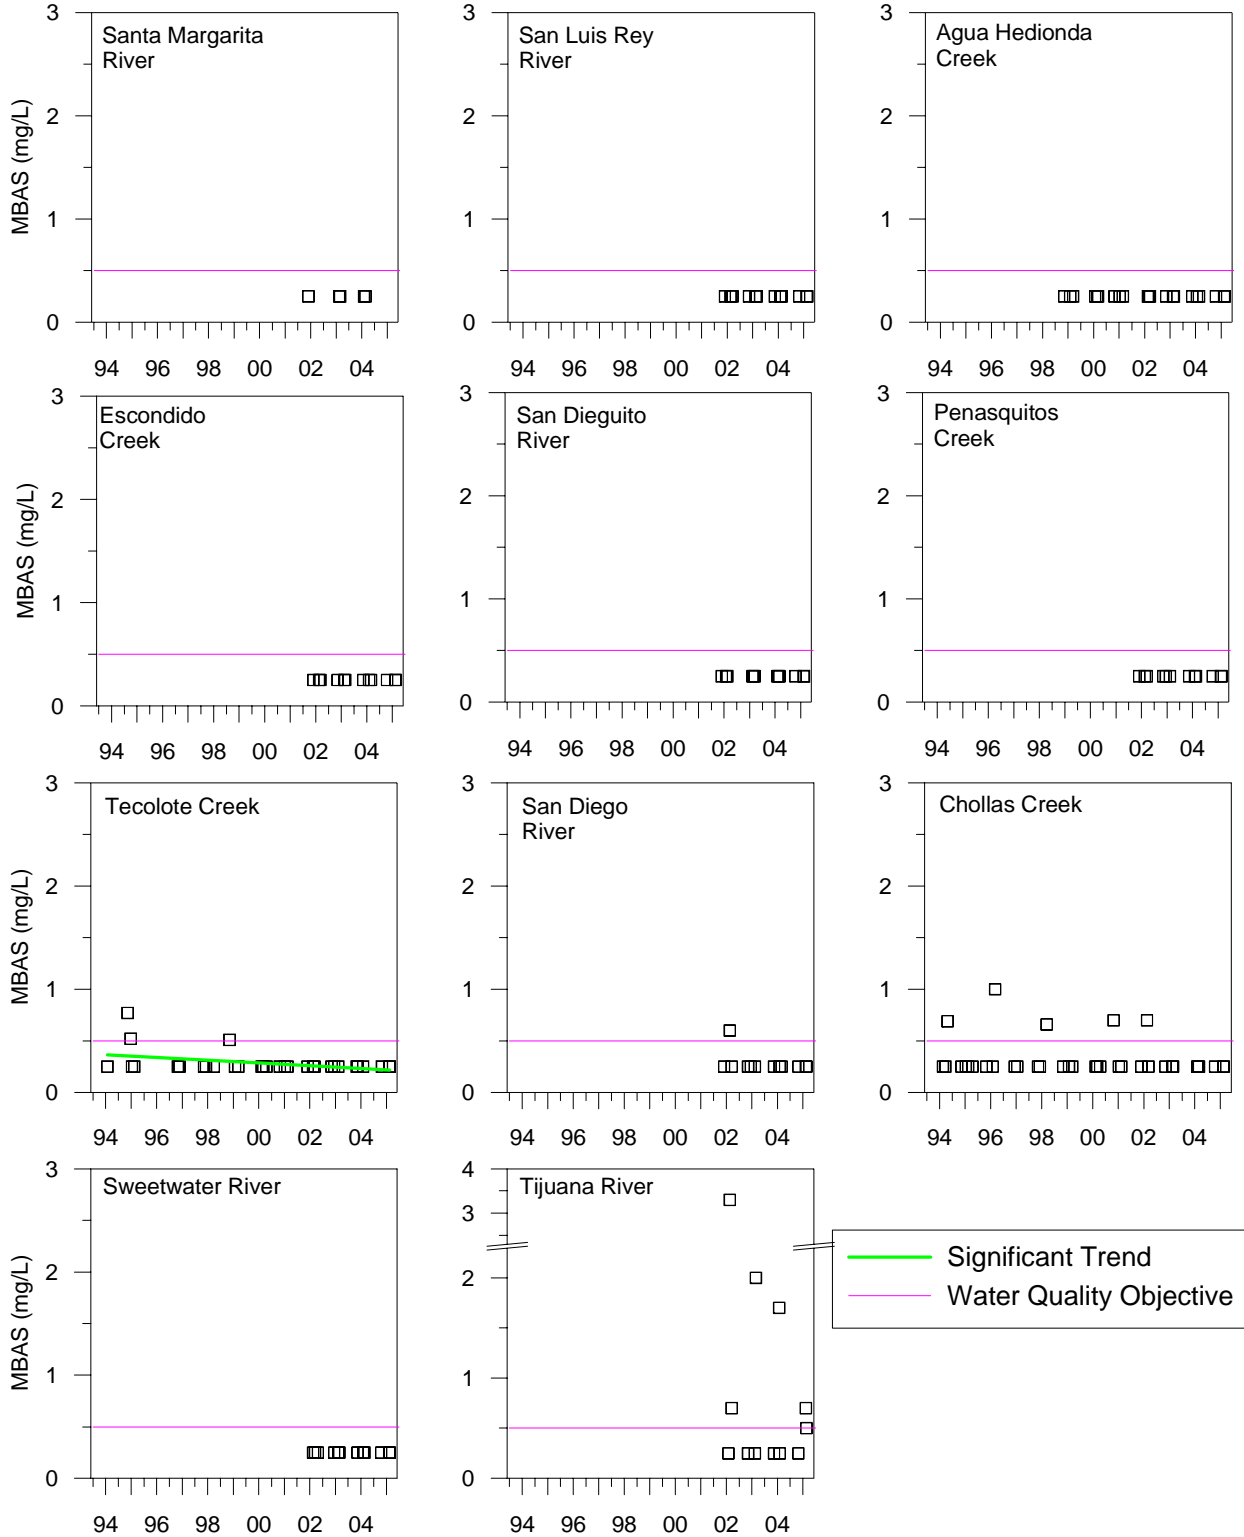 3
2
1
0
MBAS (mg/L)
Santa Margarita
River
94 96 98 00 02 04
3
2
1
0
San Luis Rey
River
94 96 98 00 02 04
3
2
1
0
Agua Hedionda
Creek
94 96 98 00 02 04
3
2
1
0
MBAS (mg/L)
Escondido
Creek
94 96 98 00 02 04
3
2
1
0
San Dieguito
River
94 96 98 00 02 04
3
2
1
0
Penasquitos
Creek
94 96 98 00 02 04
3
2
1
0
MBAS (mg/L)
Tecolote Creek
94 96 98 00 02 04
3
2
1
0
San Diego
River
94 96 98 00 02 04
3
2
1
0
Chollas Creek
94 96 98 00 02 04
3
2
1
0
MBAS (mg/L)
Sweetwater River
94 96 98 00 02 04
4
3
2
1
0
Tijuana River
94 96 98 00 02 04
Significant Trend
Water Quality Objective